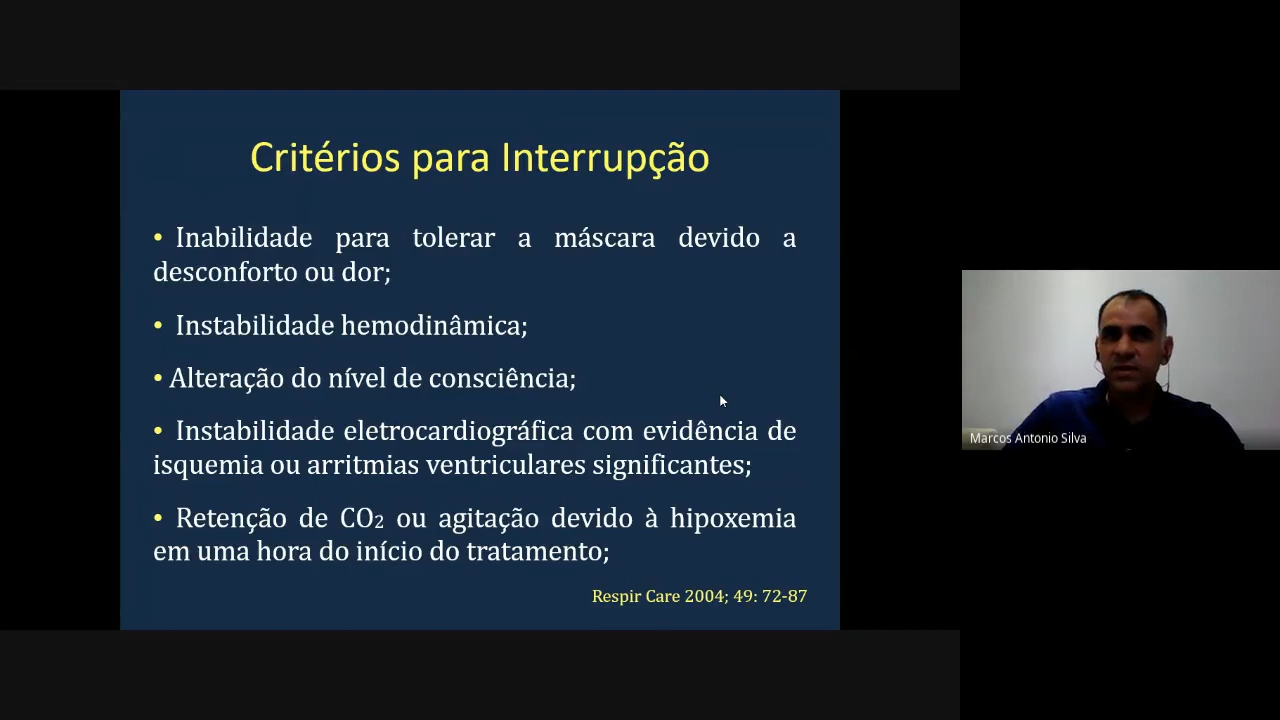 Critérios para Interrupção
• Inabilidade para tolerar a máscara devido a
desconforto ou dor;
• Instabilidade hemodinâmica;
• Alteração do nível de consciência;
• Instabilidade eletrocardiográfica com evidência de
isquemia ou arritmias ventriculares significantes;
• Retenção de CO₂ ou agitação devido à hipoxemia
em uma hora do início do tratamento;
Respir Care 2004; 49: 72-87
Marcos Antonio Silva